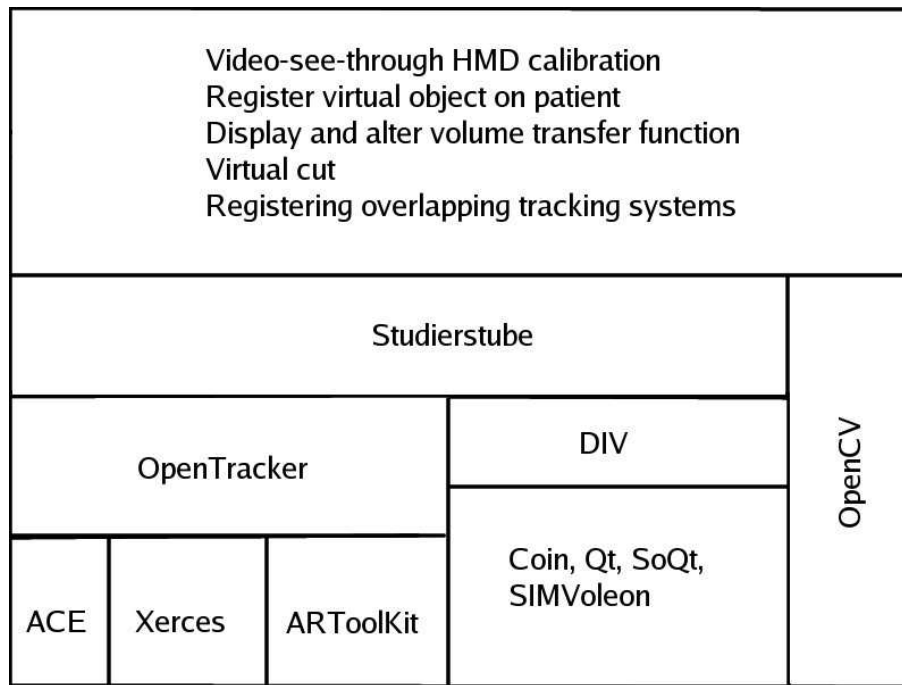 Video-see-through HMD calibration
Register virtual object on patient
Display and alter volume transfer function
Virtual cut
Registering overlapping tracking systems
Studierstube
OpenTracker
DIV
OpenCV
Coin, Qt, SoQt,
SIMVoleon
ACE
Xerces
ARToolKit